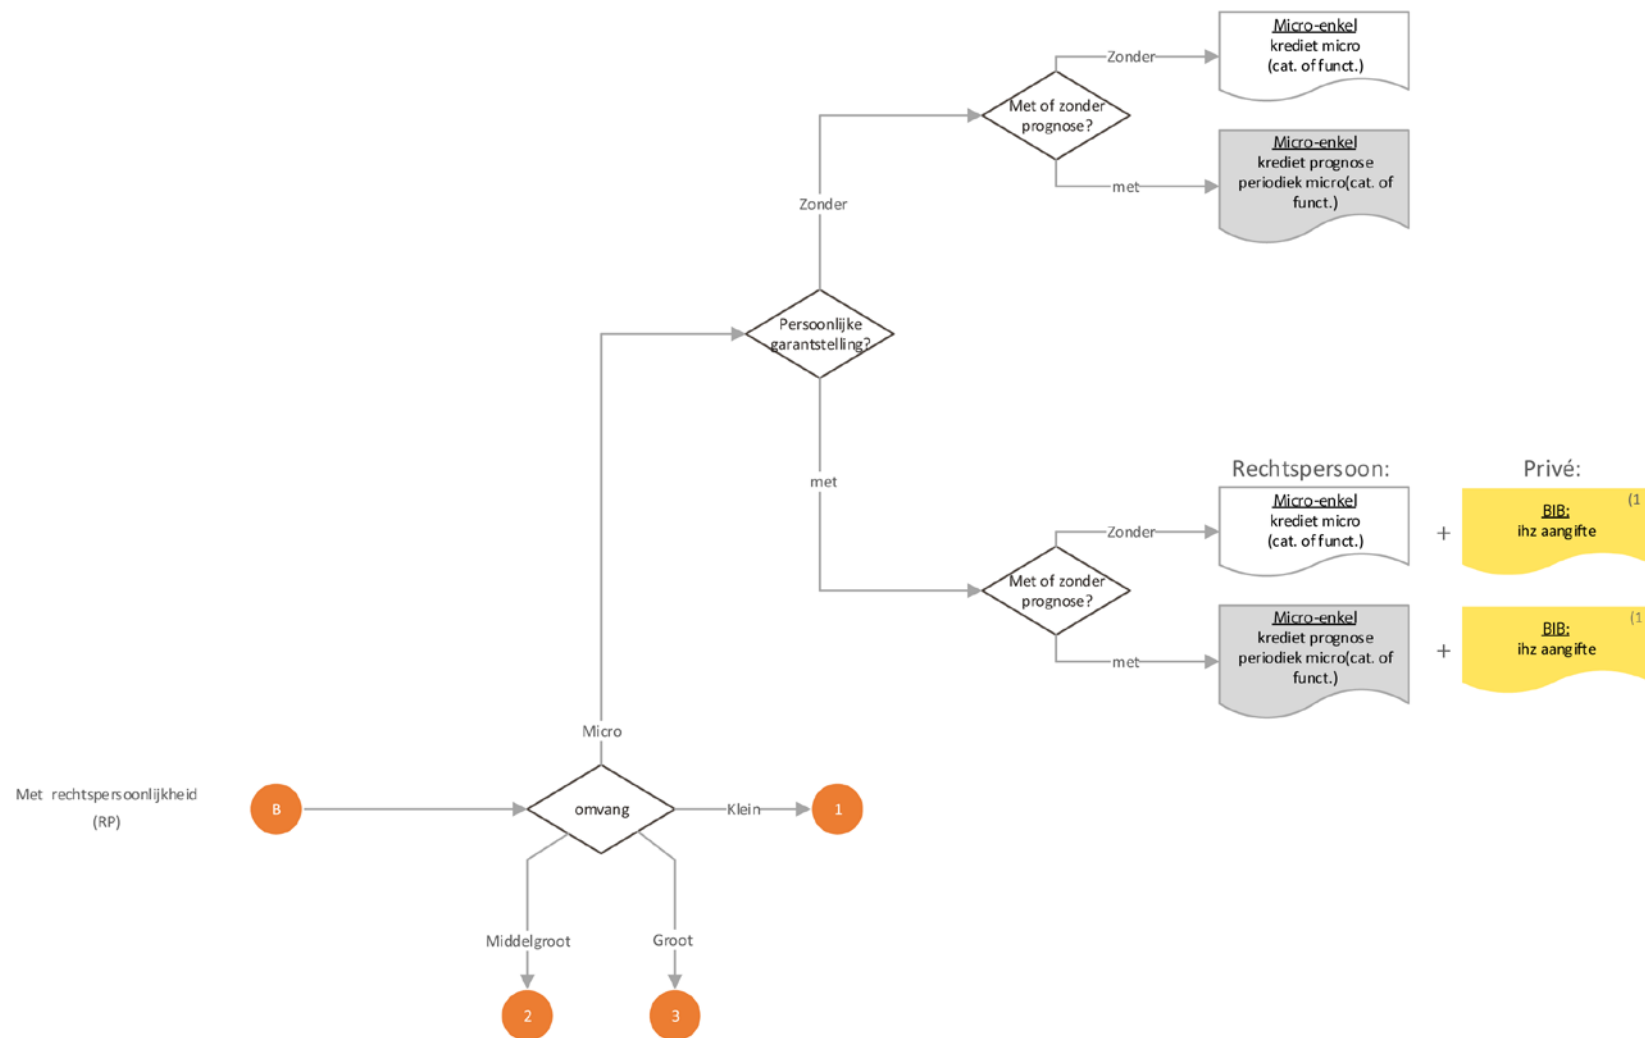 Micro-enkel
krediet micro
(cat. of funct.)
Zonder
Met of zonder
prognose?
Micro-enkel
krediet prognose
periodiek micro(cat. of
funct.)
met
Zonder
Persoonlijke
garantstelling?
met
Rechtspersoon:
Privé:
Micro-enkel
krediet micro
(cat. of funct.)
+
(1
BIB:
ihz aangifte
Zonder
Met of zonder
prognose?
Micro-enkel
krediet prognose
periodiek micro(cat. of
funct.)
+
(1
BIB:
ihz aangifte
met
Micro
Met rechtspersoonlijkheid
(RP)
B
omvang
Klein
1
Middelgroot
Groot
2
3